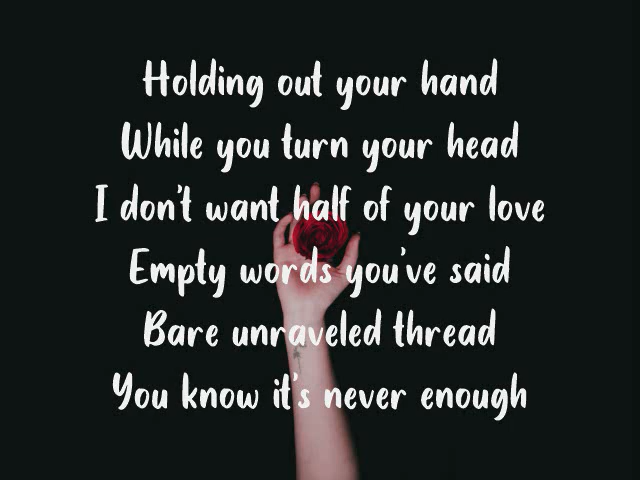 Holding out your hand
While you turn your head
I don't want half of your love
Empty words you've said
Bare unraveled thread
You know it's never enough